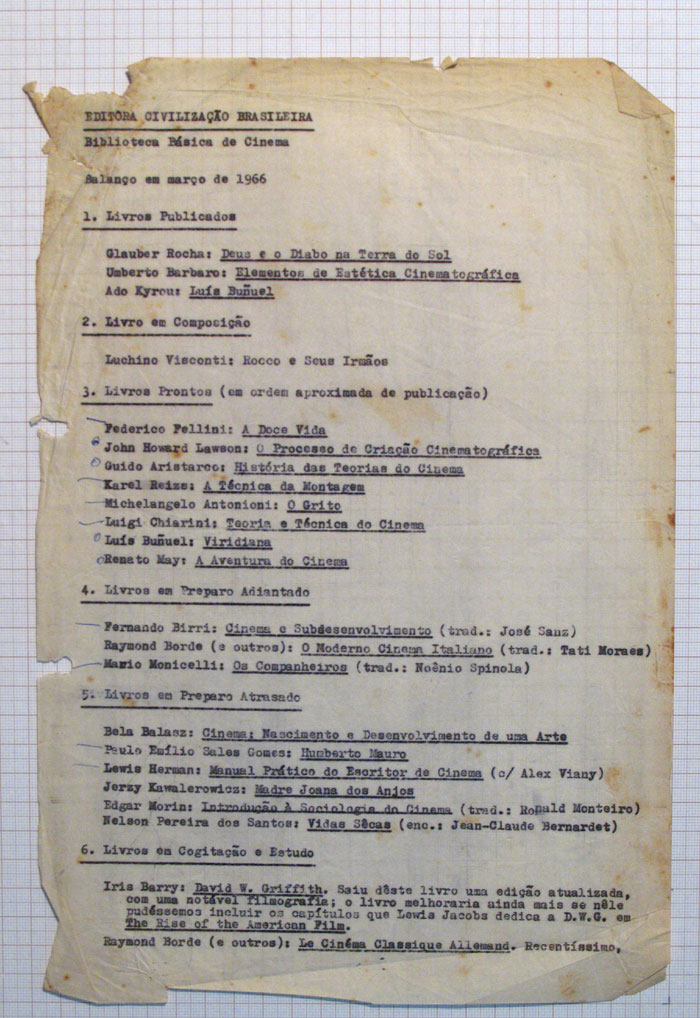 EDITÔRA CIVILIZAÇÃO BRASILEIRA
Biblioteca Básica de Cinema
Balanço em março de 1966
1. Livros Publicados
Glauber Rocha: Deus e o Diabo na Terra do Sol
Umberto Barbaro: Elementos de Estética Cinematográfica
Ado Kyrou: Luís Buñuel
2. Livro em Composição
Luchino Visconti: Rocco e Seus Irmãos
3. Livros Prontos (em ordem aproximada de publicação)
Federico Fellini: A Doce Vida
John Howard Lawson: O Processo de Criação Cinematográfica
Guido Aristarco: História das Teorias do Cinema
Karel Reizs: A Técnica da Montagem
Michelangelo Antonioni: O Grito
Luigi Chiarini: Teoria e Técnica do Cinema
Luís Buñuel: Viridiana
Renato May: A Aventura do Cinema
4. Livros em Preparo Adiantado
Fernando Birri: Cinema e Subdesenvolvimento (trad.: José Sanz)
Raymond Borde (e outros): O Moderno Cinema Italiano (trad.: Tati Moraes)
Mario Monicelli: Os Companheiros (trad.: Noênio Spinola)
5. Livros em Preparo Atrasado
Bela Balasz: Cinema: Nascimento e Desenvolvimento de uma Arte
Paulo Emílio Sales Gomes: Humberto Mauro
Lewis Herman: Manual Prático do Escritor de Cinema (c/ Alex Viany)
Jerzy Kawalerowicz: Madre Joana dos Anjos
Edgar Morin: Introdução À Sociologia do Cinema (trad.: Ronald Monteiro)
Nelson Pereira dos Santos: Vidas Sêcas (enc.: Jean-Claude Bernardet)
6. Livros em Cogitação e Estudo
Iris Barry: David W. Griffith. Saiu dêste livro uma edição atualizada,
com uma notável filmografia; o livro melhoraria ainda mais se nêle
pudéssemos incluir os capítulos que Lewis Jacobs dedica a D.W.G. em
The Rise of the American Film.
Raymond Borde (e outros): Le Cinéma Classique Allemand. Recentíssimo,